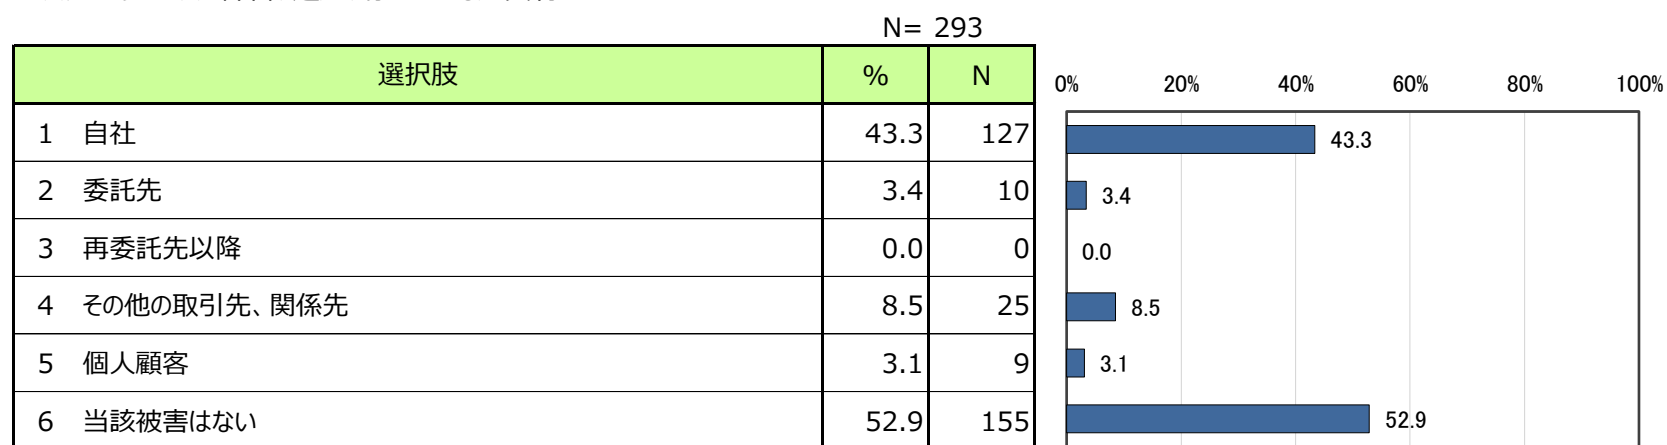 N= 293
選択肢 % N
1 自社 43.3 127
2 委託先 3.4 10
3 再委託先以降 0.0 0
4 その他の取引先、関係先 8.5 25
5 個人顧客 3.1 9
6 当該被害はない 52.9 155
0% 20% 40% 60% 80% 100%
43.3
3.4
0.0
8.5
3.1
52.9